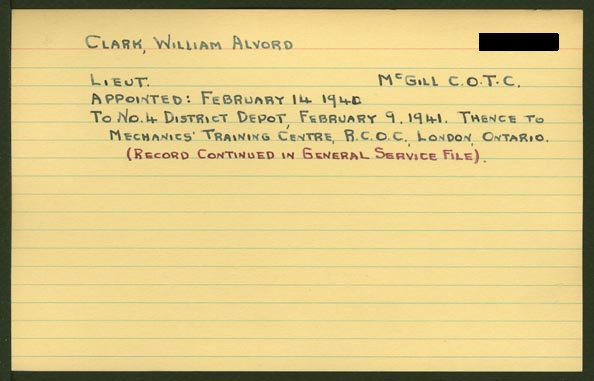 Clark, William Alvord
Lieut. McGill C.O.T.C.
Appointed: February 14 1940
To No. 4 District Depot, February 9, 1941. Thence to
Mechanics' Training Centre, R.C.O.C., London, Ontario.
(Record Continued in General Service File).